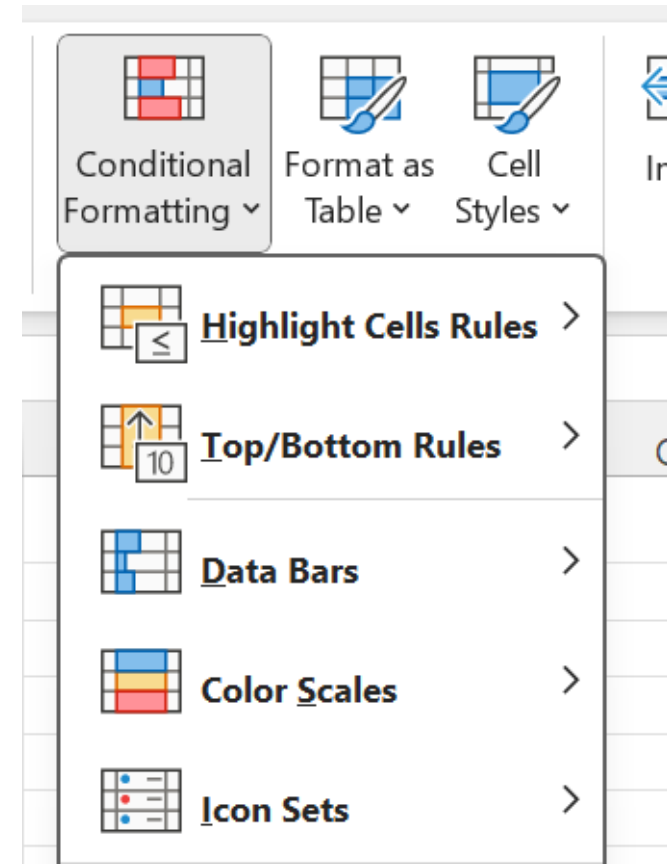 Conditional Formatting
Format as Table
Cell Styles
Highlight Cells Rules
≤
Top/Bottom Rules
10
Data Bars
Color Scales
Icon Sets